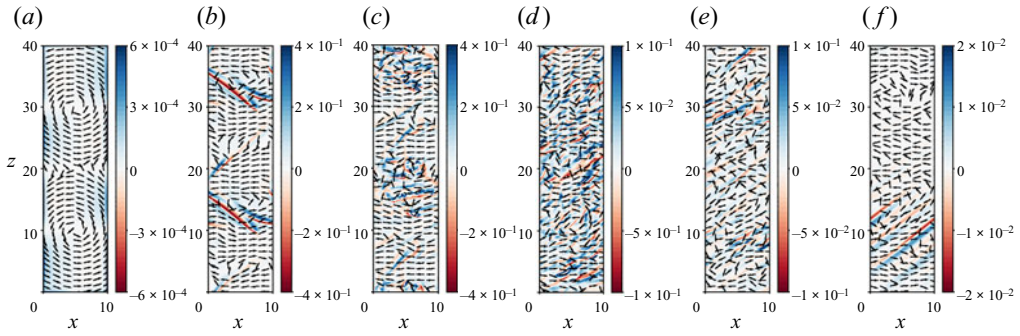 (a) (b) (c) (d) (e) (f)
40 6 × 10⁻⁴ 40 4 × 10⁻¹ 40 4 × 10⁻¹ 40 1 × 10⁻¹ 40 1 × 10⁻¹ 40 2 × 10⁻²
30 3 × 10⁻⁴ 30 2 × 10⁻¹ 30 2 × 10⁻¹ 30 5 × 10⁻² 30 5 × 10⁻² 30 1 × 10⁻²
z 20 0 20 0 20 0 20 0 20 0 20 0
10 −3 × 10⁻⁴ 10 −2 × 10⁻¹ 10 −2 × 10⁻¹ 10 −5 × 10⁻¹ 10 −5 × 10⁻² 10 −1 × 10⁻²
0 10 −6 × 10⁻⁴ 0 10 −4 × 10⁻¹ 0 10 −4 × 10⁻¹ 0 10 −1 × 10⁻¹ 0 10 −1 × 10⁻¹ 0 10 −2 × 10⁻²
x x x x x x